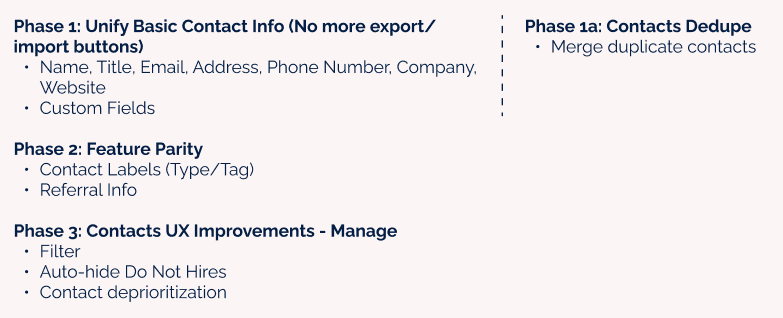 Phase 1: Unify Basic Contact Info (No more export/
import buttons)
• Name, Title, Email, Address, Phone Number, Company,
Website
• Custom Fields
Phase 1a: Contacts Dedupe
• Merge duplicate contacts
Phase 2: Feature Parity
• Contact Labels (Type/Tag)
• Referral Info
Phase 3: Contacts UX Improvements - Manage
• Filter
• Auto-hide Do Not Hires
• Contact deprioritization